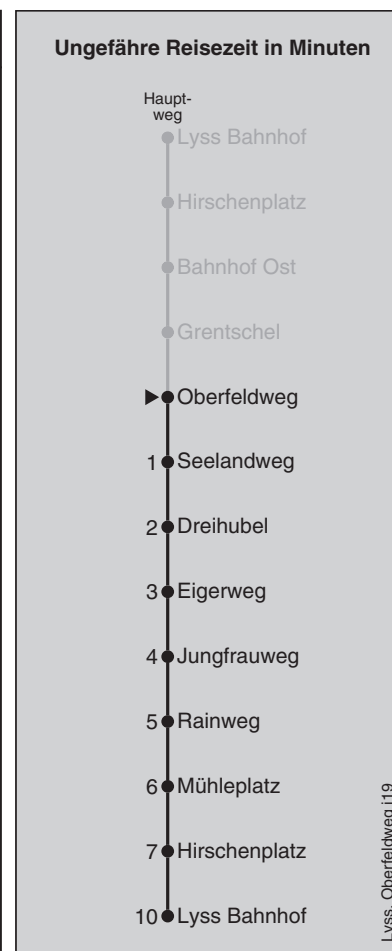 Ungefähre Reisezeit in Minuten
Haupt-
weg
Lyss Bahnhof
Hirschenplatz
Bahnhof Ost
Grentschel
Oberfeldweg
1 Seelandweg
2 Dreihubel
3 Eigerweg
4 Jungfrauweg
5 Rainweg
6 Mühleplatz
7 Hirschenplatz
10 Lyss Bahnhof
Lyss, Oberfeldweg j19